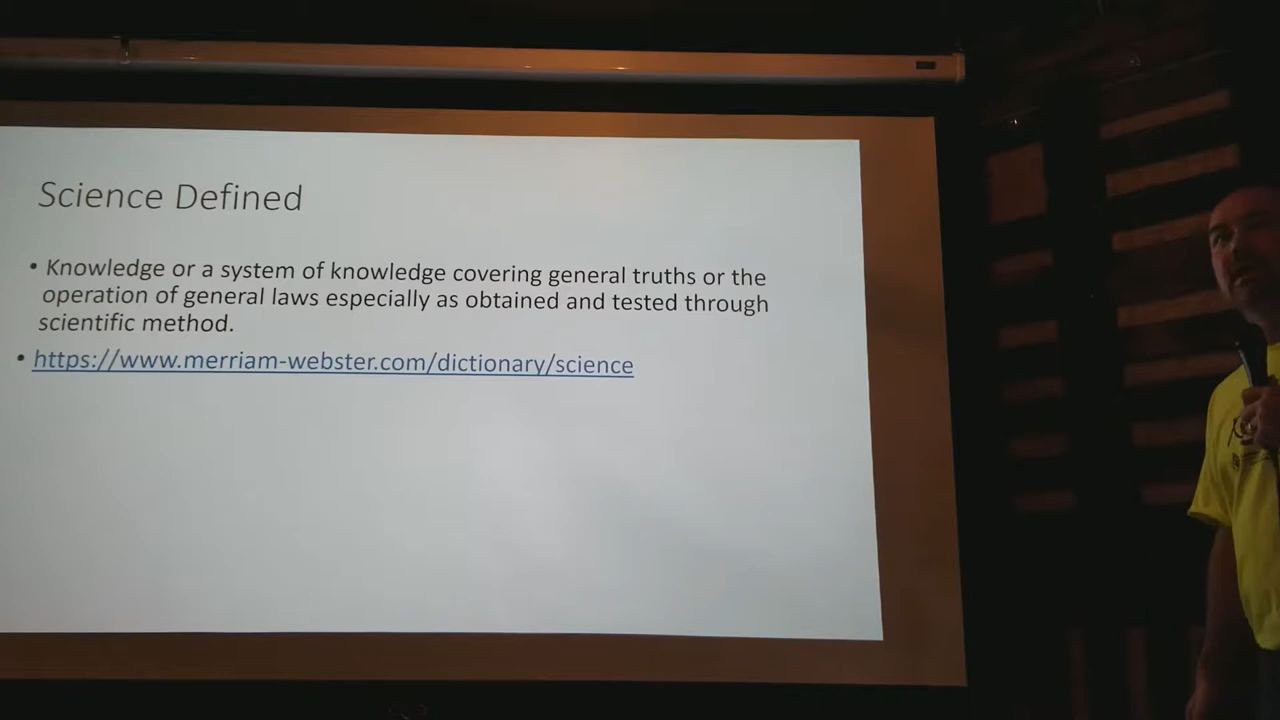 Science Defined
• Knowledge or a system of knowledge covering general truths or the
operation of general laws especially as obtained and tested through
scientific method.
• https://www.merriam-webster.com/dictionary/science